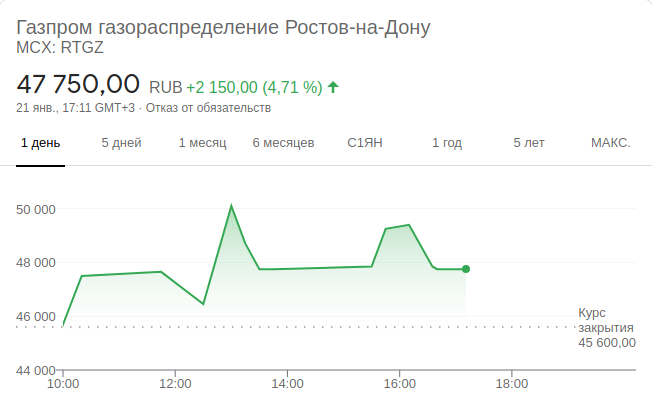 Газпром газораспределение Ростов-на-Дону
MCX: RTGZ
47 750,00 RUB +2 150,00 (4,71 %)
21 янв., 17:11 GMT+3 · Отказ от обязательств
1 день 5 дней 1 месяц 6 месяцев С1ЯН 1 год 5 лет МАКС.
50 000
48 000
46 000
44 000
Курс
закрытия
45 600,00
10:00 12:00 14:00 16:00 18:00